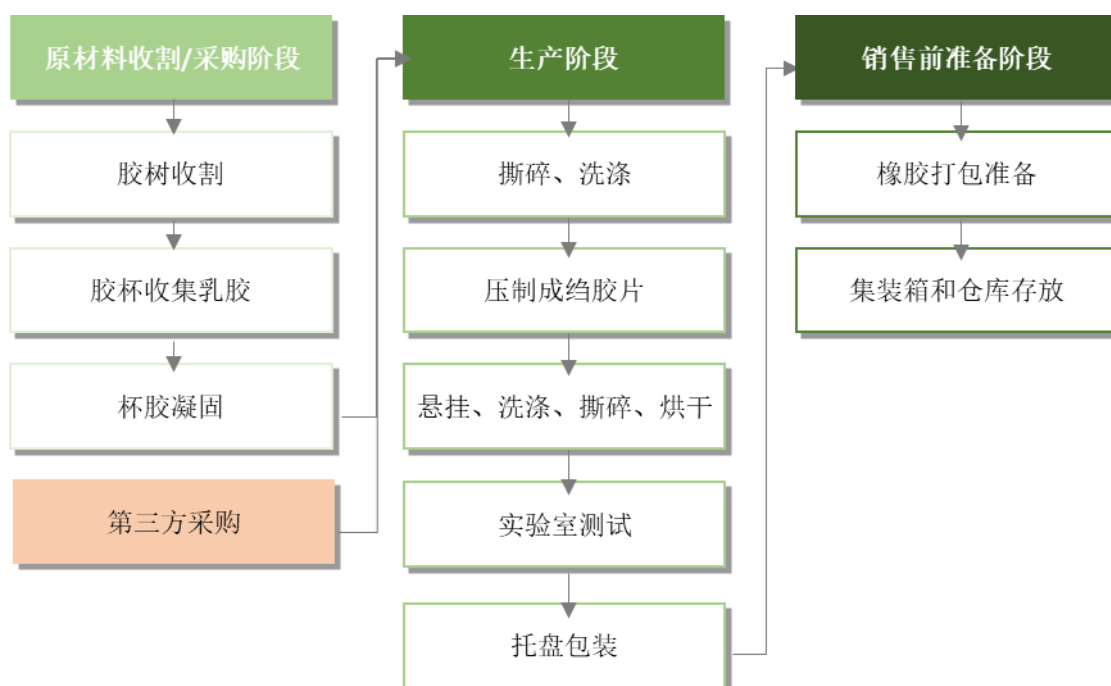 原材料收割/采购阶段
胶树收割
胶杯收集乳胶
杯胶凝固
第三方采购
生产阶段
撕碎、洗涤
压制成绉胶片
悬挂、洗涤、撕碎、烘干
实验室测试
托盘包装
销售前准备阶段
橡胶打包准备
集装箱和仓库存放